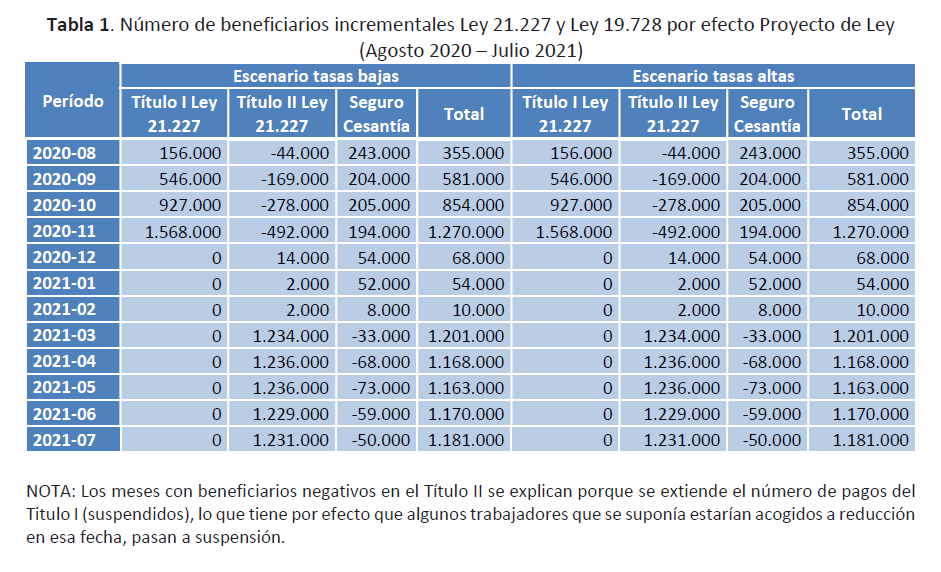 Tabla 1. Número de beneficiarios incrementales Ley 21.227 y Ley 19.728 por efecto Proyecto de Ley
(Agosto 2020 – Julio 2021)
Período Escenario tasas bajas Escenario tasas altas
Título I Ley 21.227 Título II Ley 21.227 Seguro Cesantía Total Título I Ley 21.227 Título II Ley 21.227 Seguro Cesantía Total
2020-08 156.000 -44.000 243.000 355.000 156.000 -44.000 243.000 355.000
2020-09 546.000 -169.000 204.000 581.000 546.000 -169.000 204.000 581.000
2020-10 927.000 -278.000 205.000 854.000 927.000 -278.000 205.000 854.000
2020-11 1.568.000 -492.000 194.000 1.270.000 1.568.000 -492.000 194.000 1.270.000
2020-12 0 14.000 54.000 68.000 0 14.000 54.000 68.000
2021-01 0 2.000 52.000 54.000 0 2.000 52.000 54.000
2021-02 0 2.000 8.000 10.000 0 2.000 8.000 10.000
2021-03 0 1.234.000 -33.000 1.201.000 0 1.234.000 -33.000 1.201.000
2021-04 0 1.236.000 -68.000 1.168.000 0 1.236.000 -68.000 1.168.000
2021-05 0 1.236.000 -73.000 1.163.000 0 1.236.000 -73.000 1.163.000
2021-06 0 1.229.000 -59.000 1.170.000 0 1.229.000 -59.000 1.170.000
2021-07 0 1.231.000 -50.000 1.181.000 0 1.231.000 -50.000 1.181.000
NOTA: Los meses con beneficiarios negativos en el Título II se explican porque se extiende el número de pagos del
Titulo I (suspendidos), lo que tiene por efecto que algunos trabajadores que se suponía estarían acogidos a reducción
en esa fecha, pasan a suspensión.